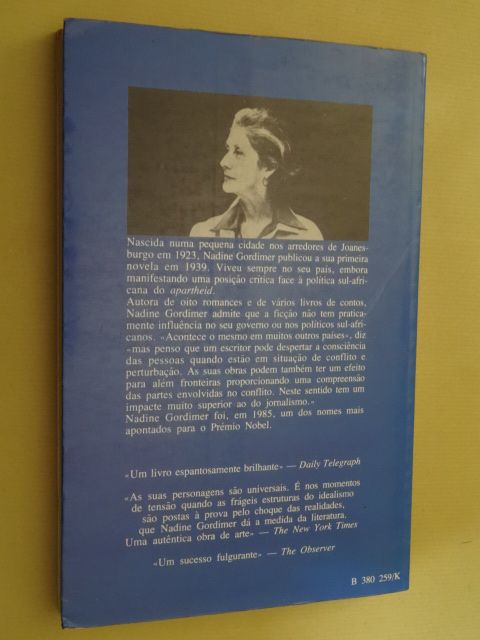 Nascida numa pequena cidade nos arredores de Joanes-
burgo em 1923, Nadine Gordimer publicou a sua primeira
novela em 1939. Viveu sempre no seu país, embora
manifestando uma posição crítica face à política sul-afri-
cana do apartheid.
Autora de oito romances e de vários livros de contos,
Nadine Gordimer admite que a ficção não tem pratica-
mente influência no seu governo ou nos políticos sul-afri-
canos. «Acontece o mesmo em muitos outros países», diz
«mas penso que um escritor pode despertar a consciência
das pessoas quando estão em situação de conflito e
perturbação. As suas obras podem também ter um efeito
para além fronteiras proporcionando uma compreensão
das partes envolvidas no conflito. Neste sentido tem um
impacte muito superior ao do jornalismo.»
Nadine Gordimer foi, em 1985, um dos nomes mais
apontados para o Prémio Nobel.
«Um livro espantosamente brilhante» — Daily Telegraph
«As suas personagens são universais. É nos momentos
de tensão quando as frágeis estruturas do idealismo
são postas à prova pelo choque das realidades,
que Nadine Gordimer dá a medida da literatura.
Uma autêntica obra de arte» — The New York Times
«Um sucesso fulgurante» — The Observer
B 380 259/K